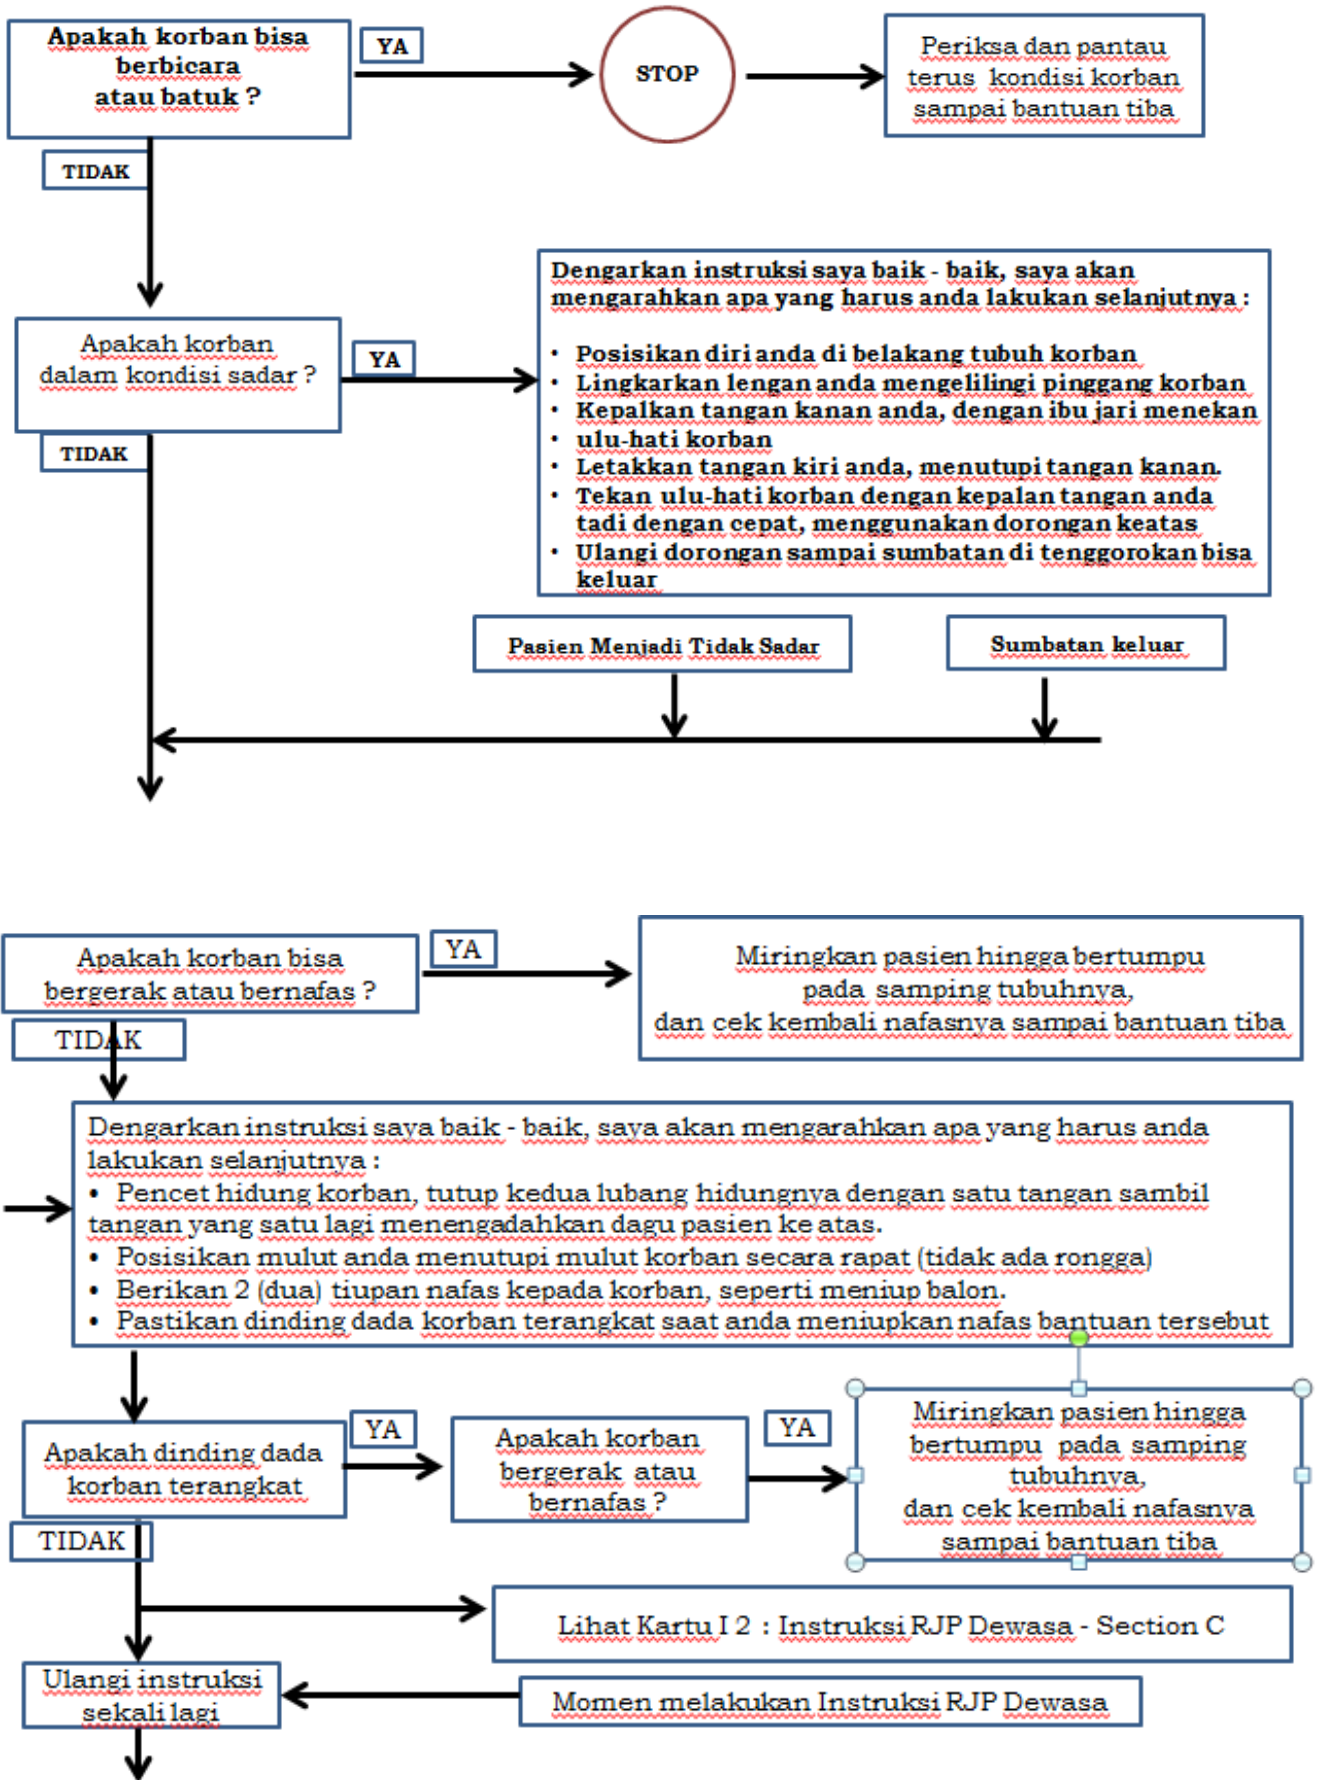 Apakah korban bisa
berbicara
atau batuk ?
YA
STOP
Periksa dan pantau
terus kondisi korban
sampai bantuan tiba
TIDAK
Apakah korban
dalam kondisi sadar ?
YA
Dengarkan instruksi saya baik - baik, saya akan
mengarahkan apa yang harus anda lakukan selanjutnya :
• Posisikan diri anda di belakang tubuh korban
• Lingkarkan lengan anda mengelilingi pinggang korban
• Kepalkan tangan kanan anda, dengan ibu jari menekan
• ulu-hati korban
• Letakkan tangan kiri anda, menutupi tangan kanan.
• Tekan ulu-hati korban dengan kepalan tangan anda
tadi dengan cepat, menggunakan dorongan keatas
• Ulangi dorongan sampai sumbatan di tenggorokan bisa
keluar
TIDAK
Pasien Menjadi Tidak Sadar
Sumbatan keluar
Apakah korban bisa
bergerak atau bernafas ?
YA
Miringkan pasien hingga bertumpu
pada samping tubuhnya,
dan cek kembali nafasnya sampai bantuan tiba
TIDAK
Dengarkan instruksi saya baik - baik, saya akan mengarahkan apa yang harus anda
lakukan selanjutnya :
• Pencet hidung korban, tutup kedua lubang hidungnya dengan satu tangan sambil
tangan yang satu lagi menengadahkan dagu pasien ke atas.
• Posisikan mulut anda menutupi mulut korban secara rapat (tidak ada rongga)
• Berikan 2 (dua) tiupan nafas kepada korban, seperti meniup balon.
• Pastikan dinding dada korban terangkat saat anda meniupkan nafas bantuan tersebut
Apakah dinding dada
korban terangkat
YA
Apakah korban
bergerak atau
bernafas ?
YA
Miringkan pasien hingga
bertumpu pada samping
tubuhnya,
dan cek kembali nafasnya
sampai bantuan tiba
TIDAK
Lihat Kartu I 2 : Instruksi RJP Dewasa - Section C
Ulangi instruksi
sekali lagi
Momen melakukan Instruksi RJP Dewasa